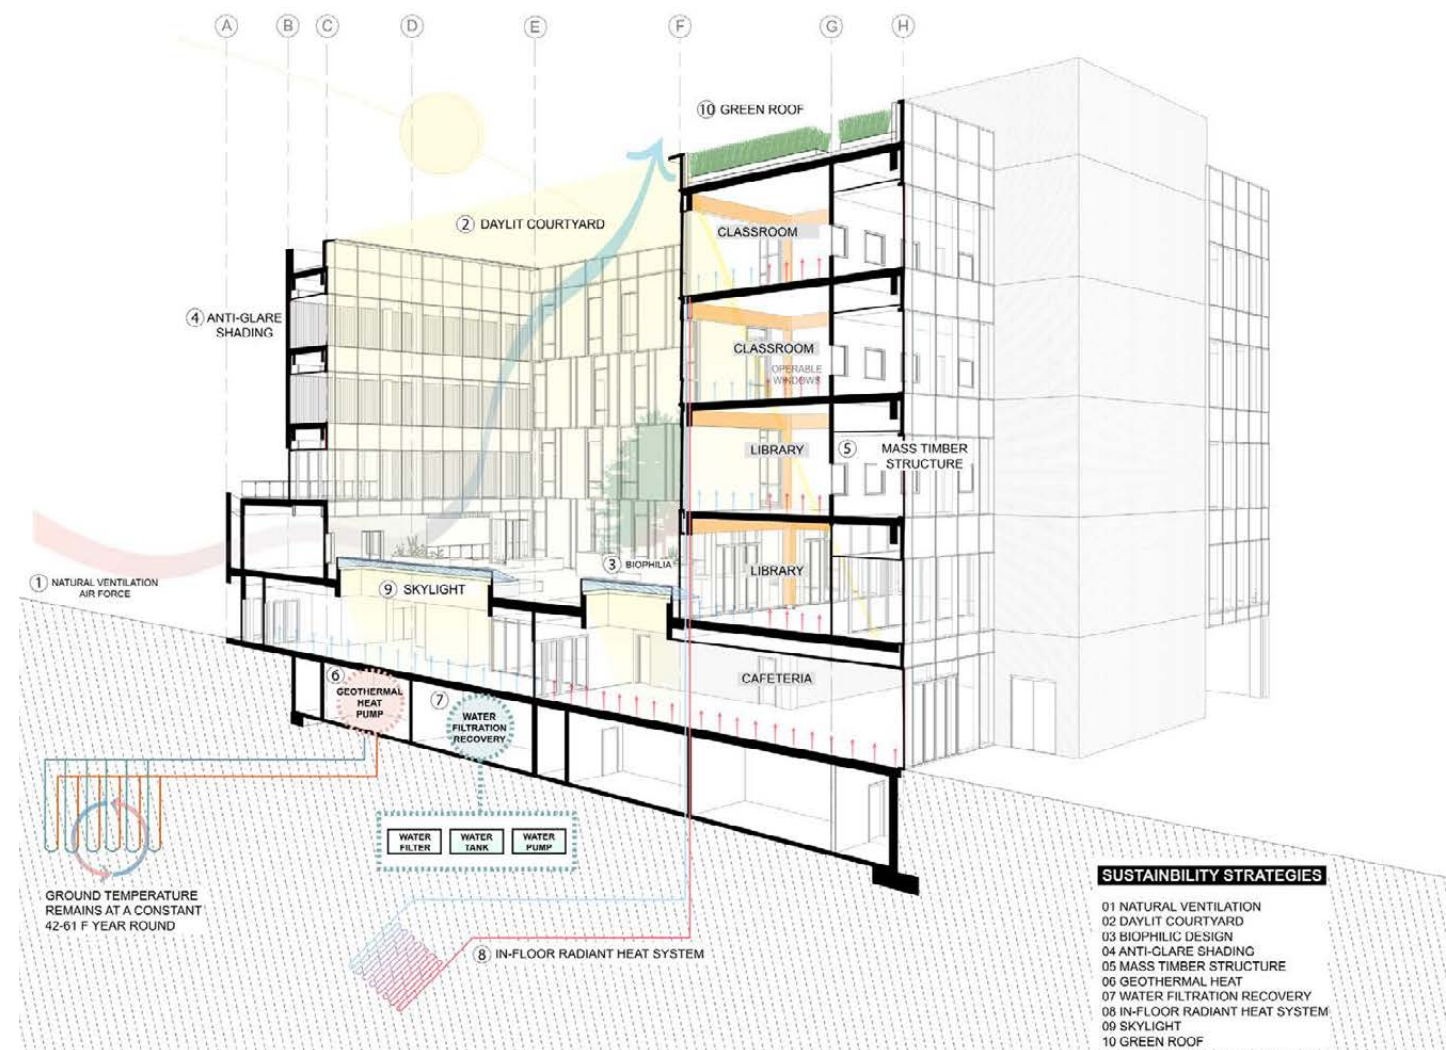 A B C D E F G H
10 GREEN ROOF
2 DAYLIT COURTYARD
CLASSROOM
4 ANTI-GLARE
SHADING
CLASSROOM
OPERABLE
WINDOWS
LIBRARY
5 MASS TIMBER
STRUCTURE
3 BIOPHILIA
LIBRARY
1 NATURAL VENTILATION
AIR FORCE
9 SKYLIGHT
CAFETERIA
6
GEOTHERMAL
HEAT
PUMP
7
WATER
FILTRATION
RECOVERY
WATER
FILTER
WATER
TANK
WATER
PUMP
GROUND TEMPERATURE
REMAINS AT A CONSTANT
42-61 F YEAR ROUND
8 IN-FLOOR RADIANT HEAT SYSTEM
SUSTAINBILITY STRATEGIES
01 NATURAL VENTILATION
02 DAYLIT COURTYARD
03 BIOPHILIC DESIGN
04 ANTI-GLARE SHADING
05 MASS TIMBER STRUCTURE
06 GEOTHERMAL HEAT
07 WATER FILTRATION RECOVERY
08 IN-FLOOR RADIANT HEAT SYSTEM
09 SKYLIGHT
10 GREEN ROOF